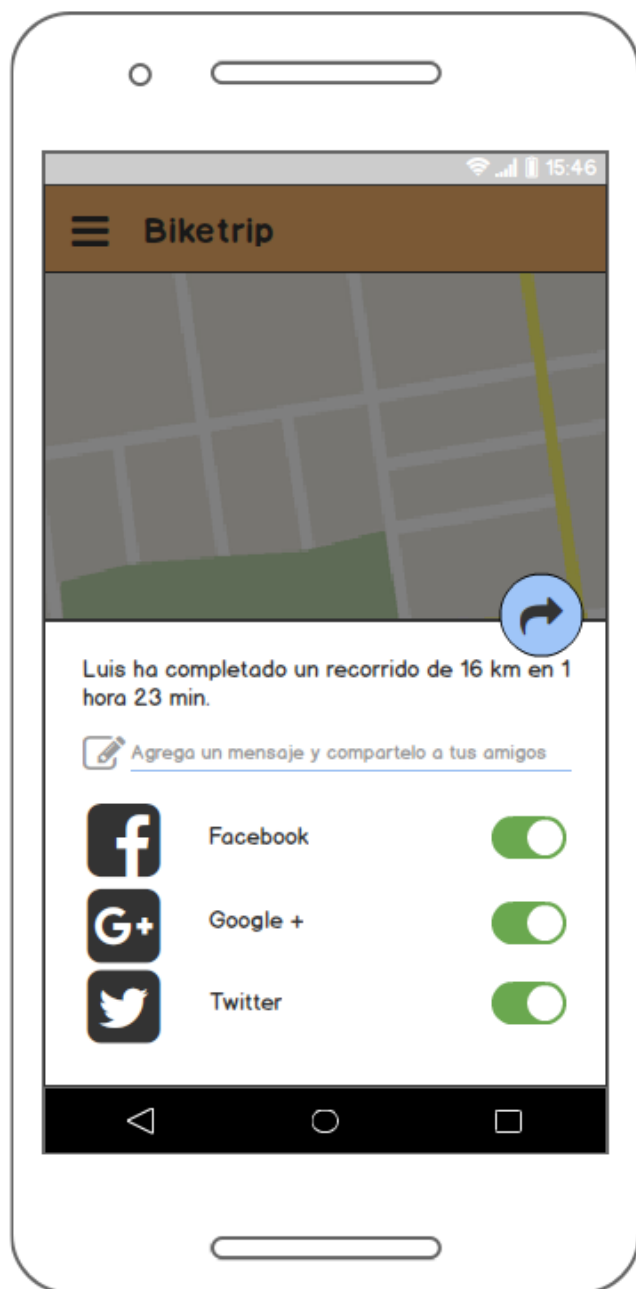 15:46
Biketrip
Luis ha completado un recorrido de 16 km en 1
hora 23 min.
Agrega un mensaje y compartelo a tus amigos
Facebook
G+ Google +
Twitter